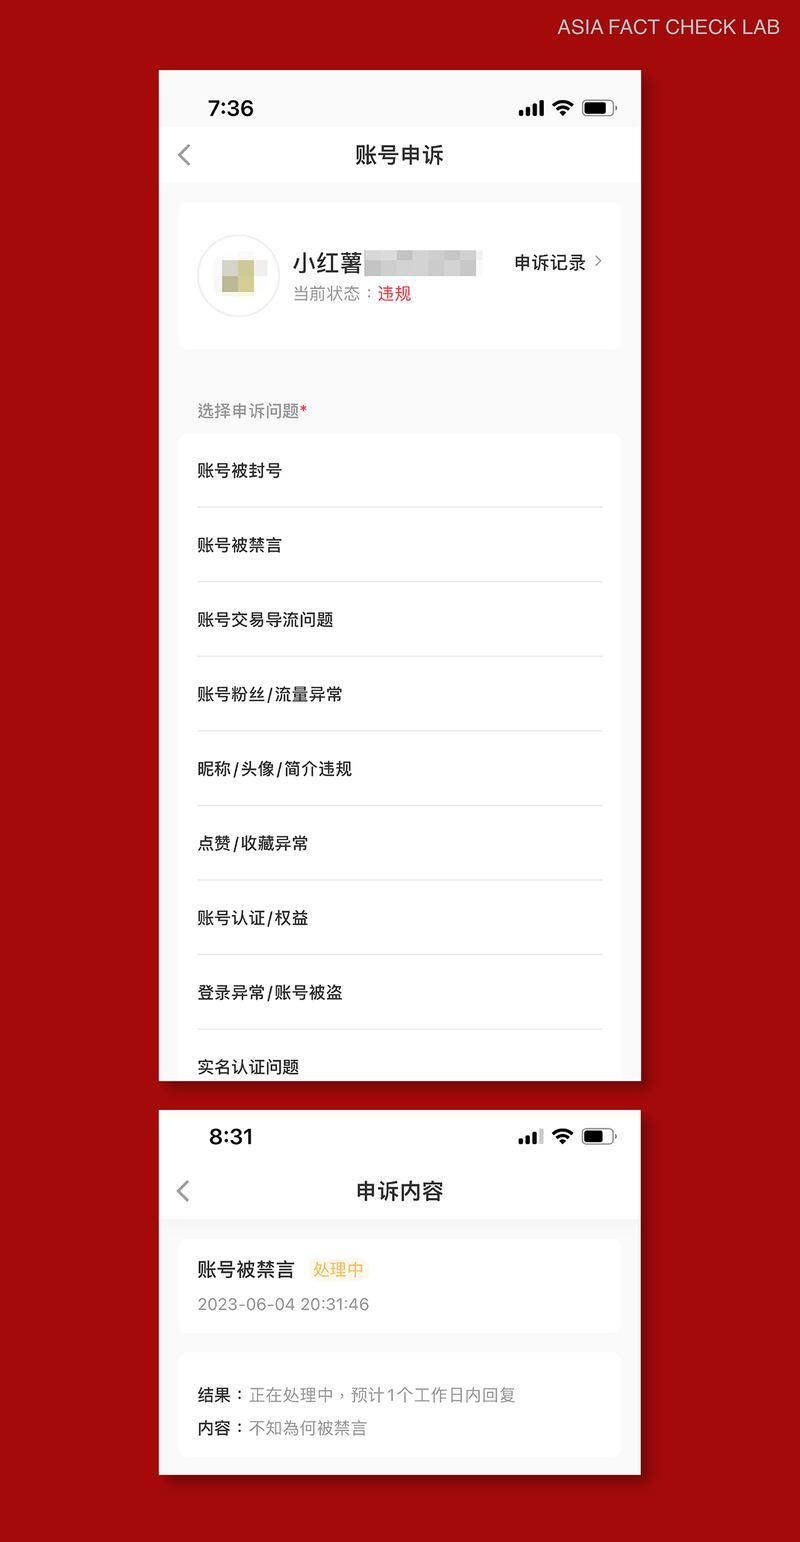 ASIA FACT CHECK LAB
7:36
账号申诉
小红薯
申诉记录
当前状态：违规
选择申诉问题*
账号被封号
账号被禁言
账号交易导流问题
账号粉丝/流量异常
昵称/头像/简介违规
点赞/收藏异常
账号认证/权益
登录异常/账号被盗
实名认证问题
8:31
申诉内容
账号被禁言 处理中
2023-06-04 20:31:46
结果：正在处理中，预计1个工作日内回复
内容：不知為何被禁言